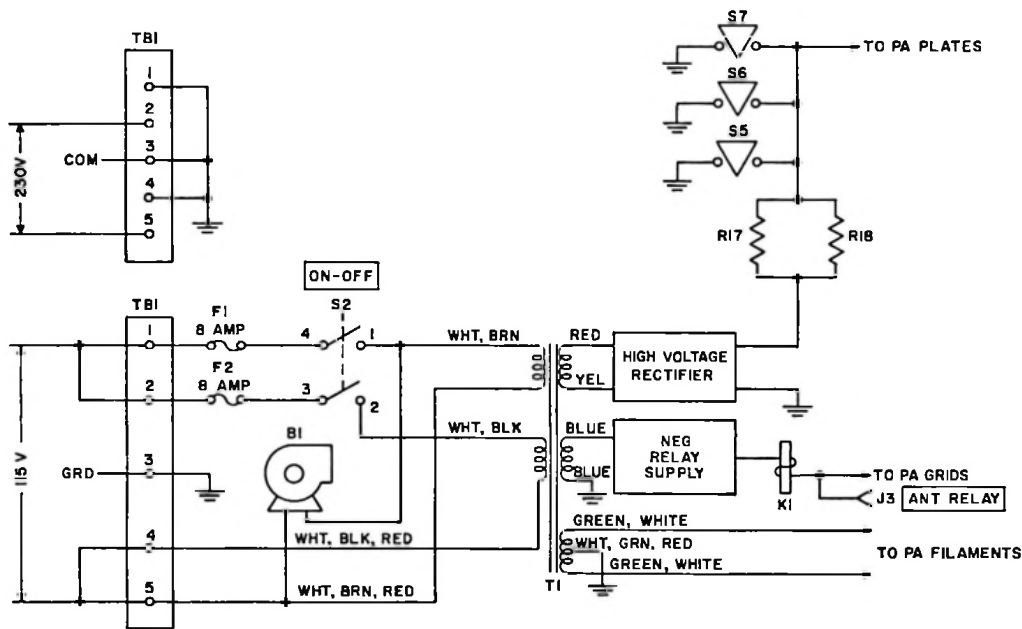 S7
TB1
TO PA PLATES
1
S6
2
COM
3
S5
230V
4
5
R17
R18
ON-OFF
TB1
F1
S2
8 AMP
1
4
1
WHT, BRN
RED
HIGH VOLTAGE
RECTIFIER
F2
8 AMP
2
3
YEL
2
WHT, BLK
BLUE
NEG
RELAY
SUPPLY
B1
115 V
GRD
3
BLUE
TO PA GRIDS
K1
J3
ANT RELAY
GREEN, WHITE
4
WHT, BLK, RED
WHT, GRN, RED
TO PA FILAMENTS
GREEN, WHITE
5
WHT, BRN, RED
T1